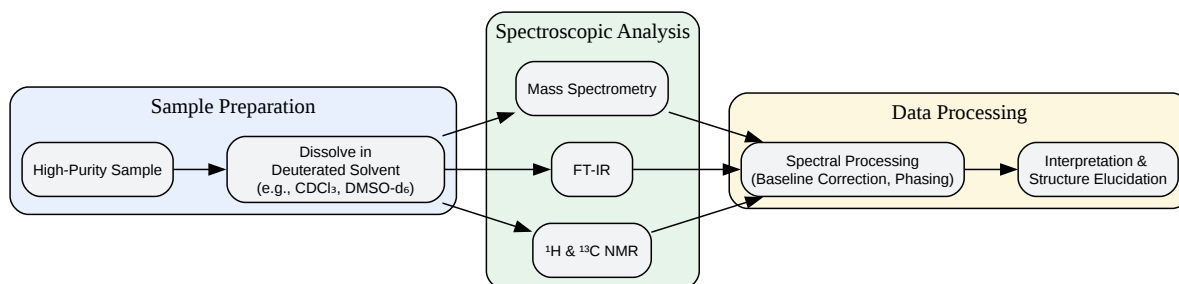 Sample Preparation
High-Purity Sample
Dissolve in
Deuterated Solvent
(e.g., CDCl₃, DMSO-d₆)
Spectroscopic Analysis
Mass Spectrometry
FT-IR
¹H & ¹³C NMR
Data Processing
Spectral Processing
(Baseline Correction, Phasing)
Interpretation &
Structure Elucidation